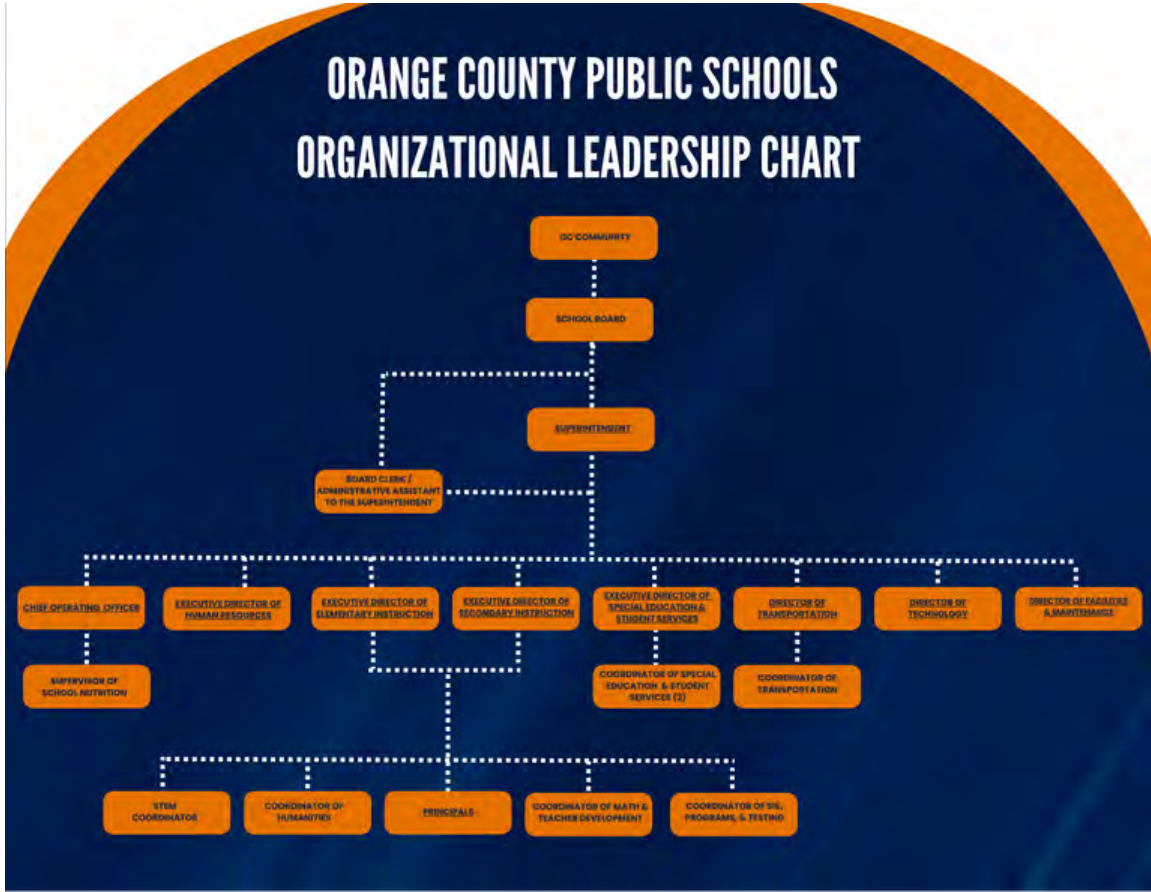 ORANGE COUNTY PUBLIC SCHOOLS
ORGANIZATIONAL LEADERSHIP CHART
OC COMMUNITY
SCHOOL BOARD
SUPERINTENDENT
BOARD CLERK /
ADMINISTRATIVE ASSISTANT
TO THE SUPERINTENDENT
CHIEF OPERATING OFFICER
EXECUTIVE DIRECTOR OF
HUMAN RESOURCES
EXECUTIVE DIRECTOR OF
ELEMENTARY INSTRUCTION
EXECUTIVE DIRECTOR OF
SECONDARY INSTRUCTION
EXECUTIVE DIRECTOR OF
SPECIAL EDUCATION &
STUDENT SERVICES
DIRECTOR OF
TRANSPORTATION
DIRECTOR OF
TECHNOLOGY
DIRECTOR OF FACILITIES
& MAINTENANCE
SUPERVISOR OF
SCHOOL NUTRITION
COORDINATOR OF SPECIAL
EDUCATION & STUDENT
SERVICES (2)
COORDINATOR OF
TRANSPORTATION
STEM
COORDINATOR
COORDINATOR OF
HUMANITIES
PRINCIPALS
COORDINATOR OF MATH &
TEACHER DEVELOPMENT
COORDINATOR OF SIS,
PROGRAMS, & TESTING